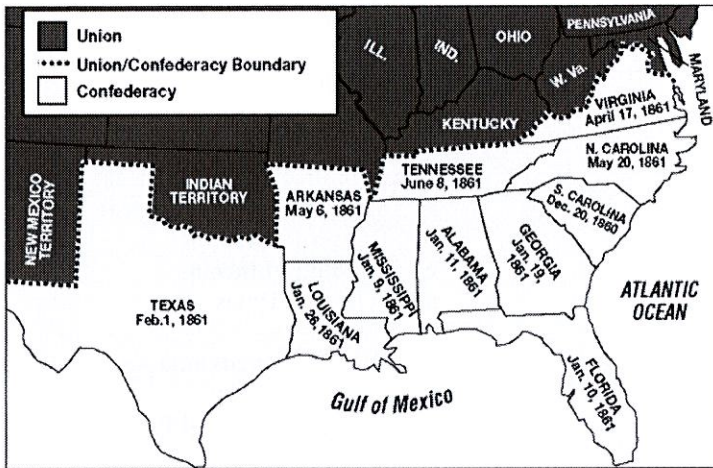 Union
Union/Confederacy Boundary
Confederacy
ILL.
IND.
OHIO
PENNSYLVANIA
W. Va.
MARYLAND
KENTUCKY
VIRGINIA
April 17, 1861
N. CAROLINA
May 20, 1861
TENNESSEE
June 8, 1861
S. CAROLINA
Dec. 20, 1860
NEW MEXICO
TERRITORY
INDIAN
TERRITORY
ARKANSAS
May 6, 1861
MISSISSIPPI
Jan. 9, 1861
ALABAMA
Jan. 11, 1861
GEORGIA
Jan. 19,
1861
TEXAS
Feb.1, 1861
LOUISIANA
Jan. 26, 1861
ATLANTIC
OCEAN
FLORIDA
Jan. 10, 1861
Gulf of Mexico